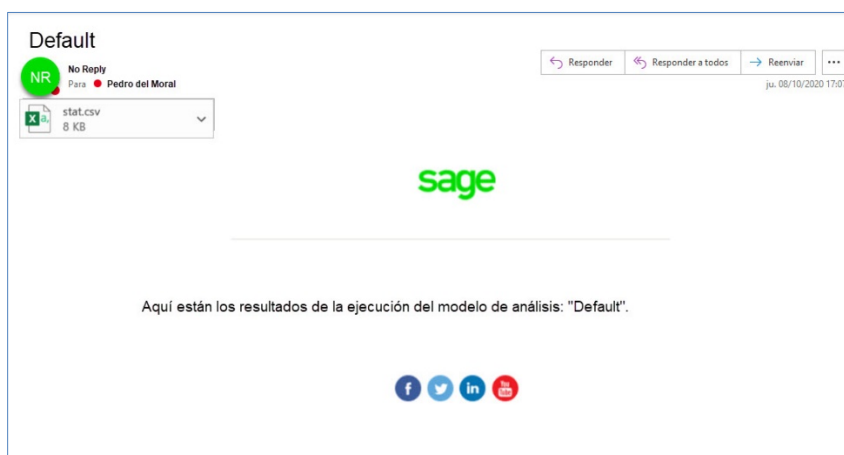 Default
NR
No Reply
Para Pedro del Moral
Responder
Responder a todos
Reenviar
ju. 08/10/2020 17:07
stat.csv
8 KB
sage
Aquí están los resultados de la ejecución del modelo de análisis: "Default".